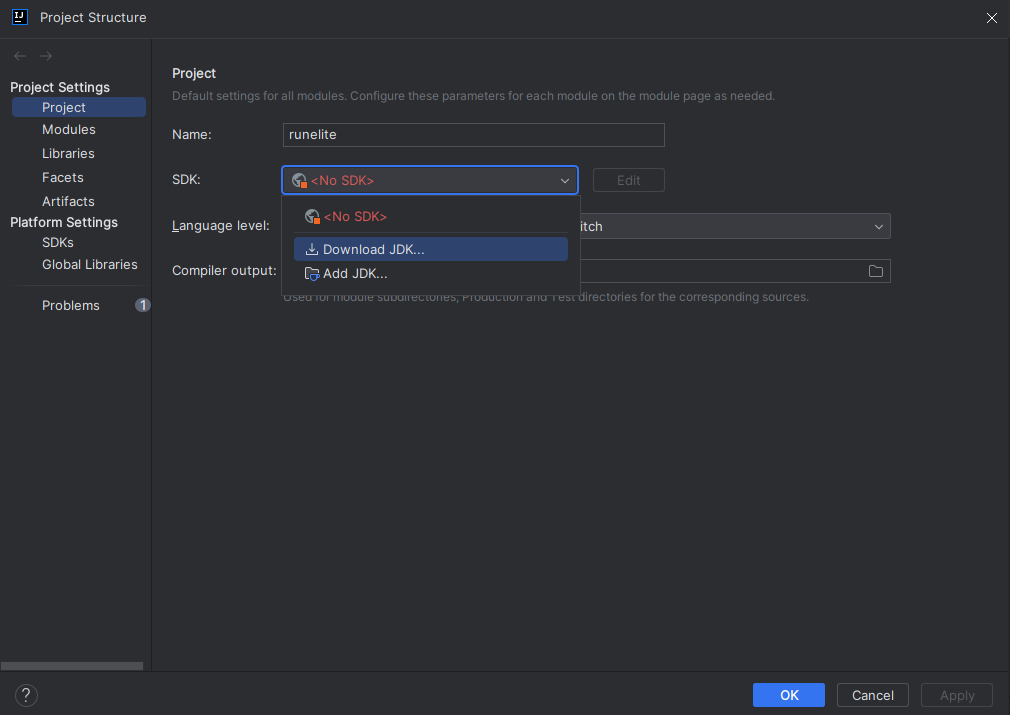 Project Structure
Project Settings
Project
Modules
Libraries
Facets
Artifacts
Platform Settings
SDKs
Global Libraries
Problems 1
Project
Default settings for all modules. Configure these parameters for each module on the module page as needed.
Name: runelite
SDK: <No SDK> Edit
<No SDK>
Language level: itch
Download JDK...
Compiler output: Add JDK...
Used for module subdirectories, Production and Test directories for the corresponding sources.
? OK Cancel Apply